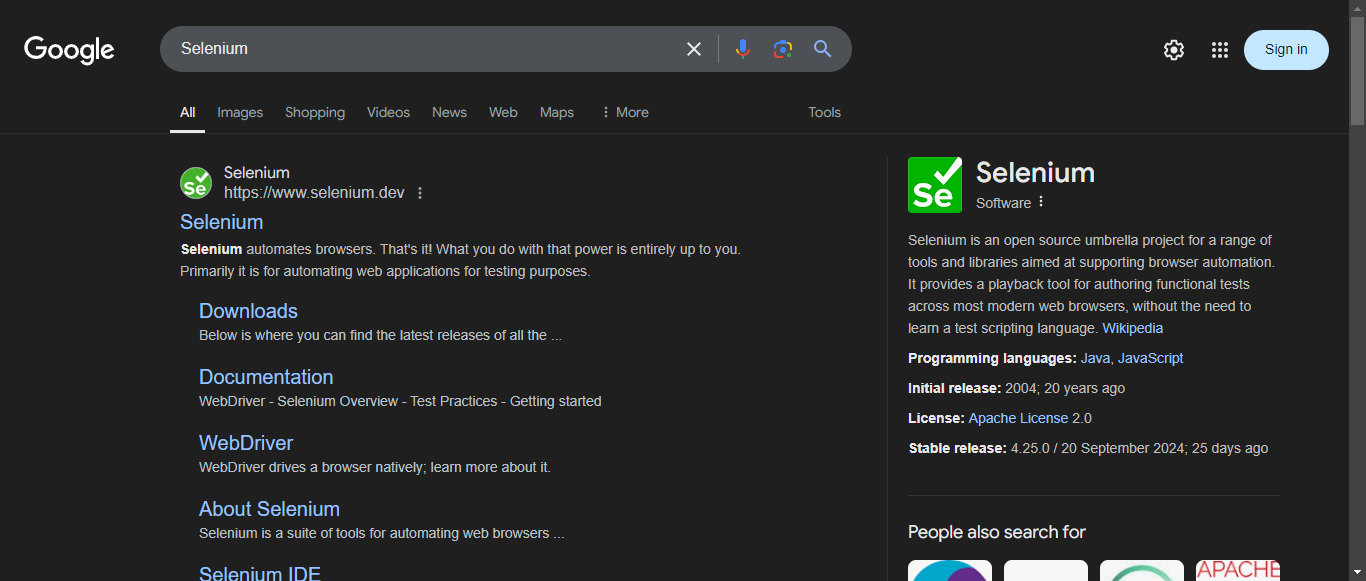 Google
Selenium
Sign in
All
Images
Shopping
Videos
News
Web
Maps
More
Tools
Se
Selenium
https://www.selenium.dev
Selenium
Selenium automates browsers. That's it! What you do with that power is entirely up to you.
Primarily it is for automating web applications for testing purposes.
Downloads
Below is where you can find the latest releases of all the ...
Documentation
WebDriver - Selenium Overview - Test Practices - Getting started
WebDriver
WebDriver drives a browser natively; learn more about it.
About Selenium
Selenium is a suite of tools for automating web browsers ...
Selenium IDE
Se
Selenium
Software
Selenium is an open source umbrella project for a range of
tools and libraries aimed at supporting browser automation.
It provides a playback tool for authoring functional tests
across most modern web browsers, without the need to
learn a test scripting language. Wikipedia
Programming languages: Java, JavaScript
Initial release: 2004; 20 years ago
License: Apache License 2.0
Stable release: 4.25.0 / 20 September 2024; 25 days ago
People also search for
APACHE